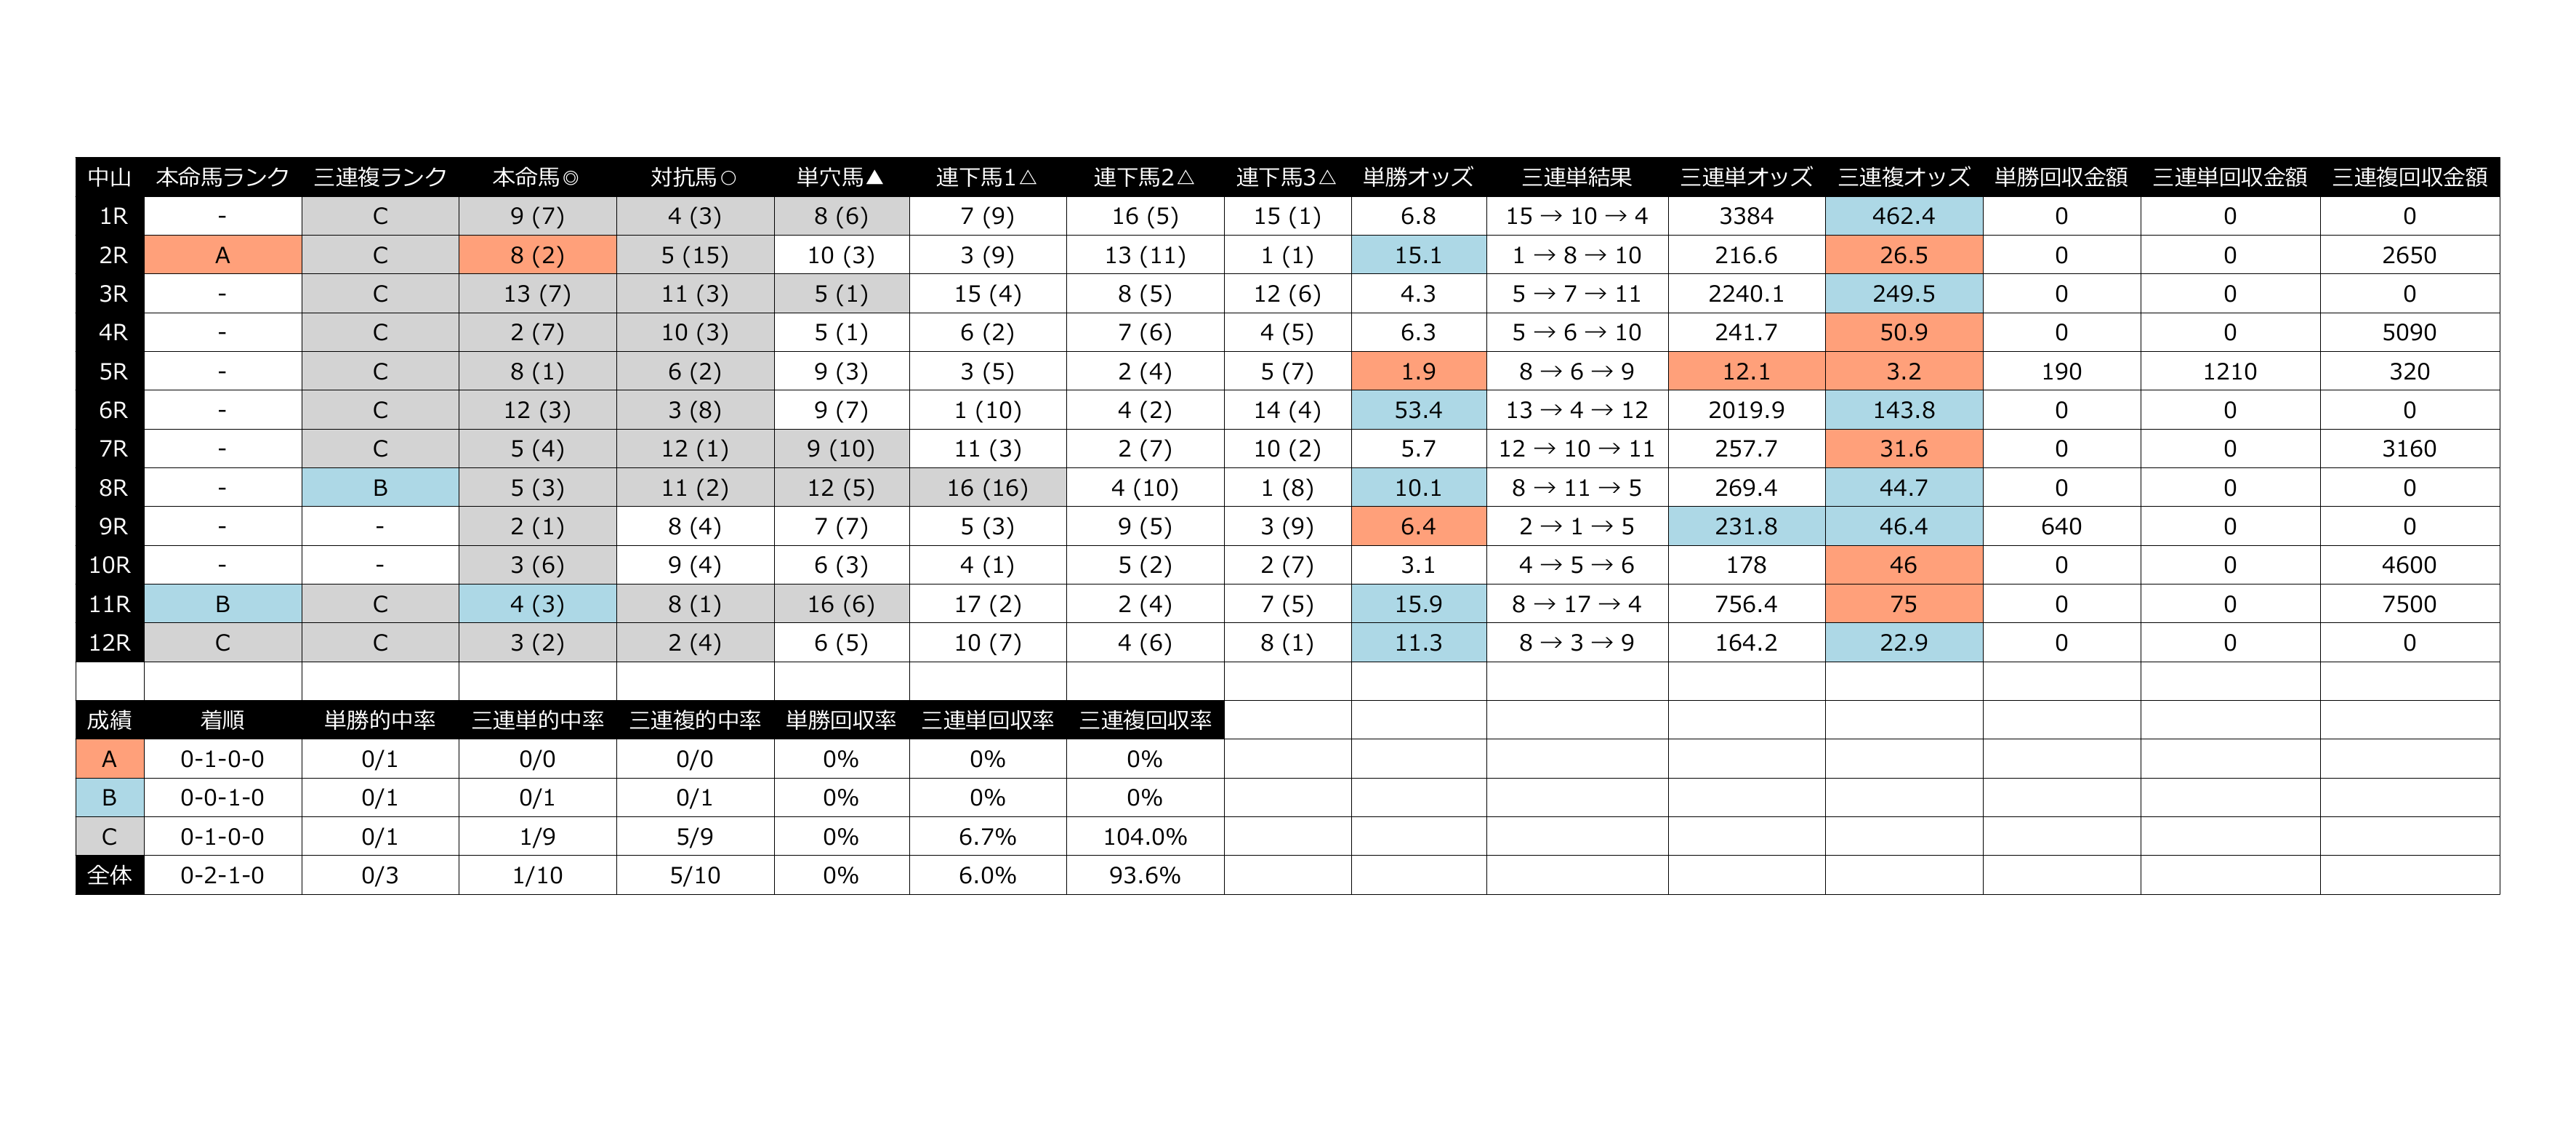 中山 本命馬ランク 三連複ランク 本命馬◎ 対抗馬○ 単穴馬▲ 連下馬1△ 連下馬2△ 連下馬3△ 単勝オッズ 三連単結果 三連単オッズ 三連複オッズ 単勝回収金額 三連単回収金額 三連複回収金額
1R - C 9 (7) 4 (3) 8 (6) 7 (9) 16 (5) 15 (1) 6.8 15 → 10 → 4 3384 462.4 0 0 0
2R A C 8 (2) 5 (15) 10 (3) 3 (9) 13 (11) 1 (1) 15.1 1 → 8 → 10 216.6 26.5 0 0 2650
3R - C 13 (7) 11 (3) 5 (1) 15 (4) 8 (5) 12 (6) 4.3 5 → 7 → 11 2240.1 249.5 0 0 0
4R - C 2 (7) 10 (3) 5 (1) 6 (2) 7 (6) 4 (5) 6.3 5 → 6 → 10 241.7 50.9 0 0 5090
5R - C 8 (1) 6 (2) 9 (3) 3 (5) 2 (4) 5 (7) 1.9 8 → 6 → 9 12.1 3.2 190 1210 320
6R - C 12 (3) 3 (8) 9 (7) 1 (10) 4 (2) 14 (4) 53.4 13 → 4 → 12 2019.9 143.8 0 0 0
7R - C 5 (4) 12 (1) 9 (10) 11 (3) 2 (7) 10 (2) 5.7 12 → 10 → 11 257.7 31.6 0 0 3160
8R - B 5 (3) 11 (2) 12 (5) 16 (16) 4 (10) 1 (8) 10.1 8 → 11 → 5 269.4 44.7 0 0 0
9R - - 2 (1) 8 (4) 7 (7) 5 (3) 9 (5) 3 (9) 6.4 2 → 1 → 5 231.8 46.4 640 0 0
10R - - 3 (6) 9 (4) 6 (3) 4 (1) 5 (2) 2 (7) 3.1 4 → 5 → 6 178 46 0 0 4600
11R B C 4 (3) 8 (1) 16 (6) 17 (2) 2 (4) 7 (5) 15.9 8 → 17 → 4 756.4 75 0 0 7500
12R C C 3 (2) 2 (4) 6 (5) 10 (7) 4 (6) 8 (1) 11.3 8 → 3 → 9 164.2 22.9 0 0 0
成績 着順 単勝的中率 三連単的中率 三連複的中率 単勝回収率 三連単回収率 三連複回収率
A 0-1-0-0 0/1 0/0 0/0 0% 0% 0%
B 0-0-1-0 0/1 0/1 0/1 0% 0% 0%
C 0-1-0-0 0/1 1/9 5/9 0% 6.7% 104.0%
全体 0-2-1-0 0/3 1/10 5/10 0% 6.0% 93.6%